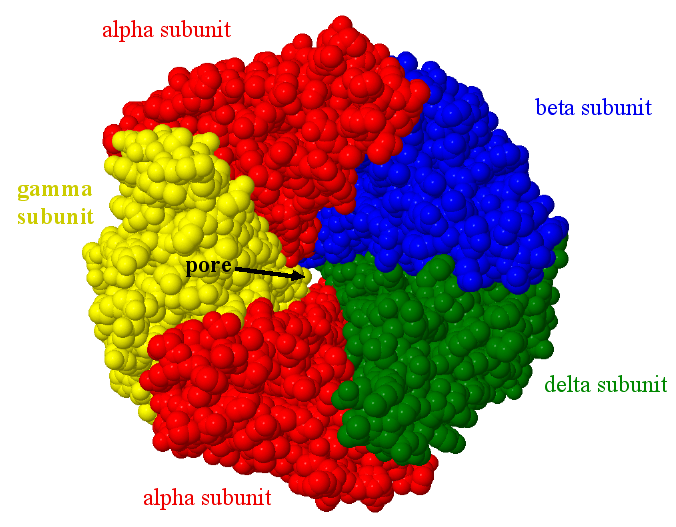 alpha subunit
beta subunit
gamma
subunit
pore
delta subunit
alpha subunit